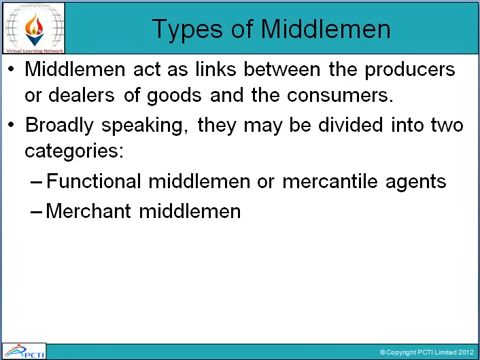 Types of Middlemen
Virtual Learning Network
• Middlemen act as links between the producers
or dealers of goods and the consumers.
• Broadly speaking, they may be divided into two
categories:
– Functional middlemen or mercantile agents
– Merchant middlemen
PCTI
© Copyright PCTI Limited 2012